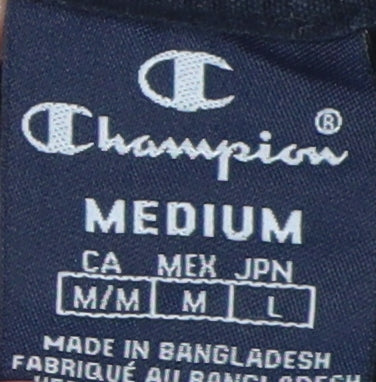 Champion®
MEDIUM
CA MEX JPN
M/M M L
MADE IN BANGLADESH
FABRIQUÉ AU BANGLADESH